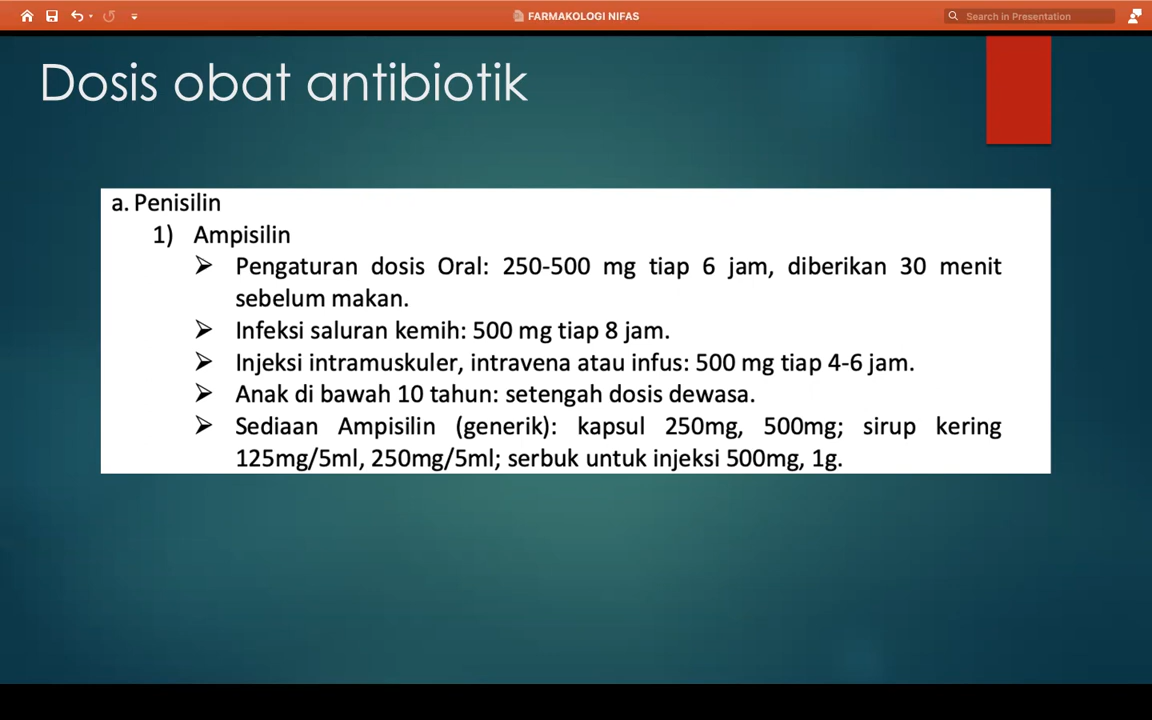 FARMAKOLOGI NIFAS
Search in Presentation
Dosis obat antibiotik
a. Penisilin
1) Ampisilin
➢ Pengaturan dosis Oral: 250-500 mg tiap 6 jam, diberikan 30 menit
sebelum makan.
➢ Infeksi saluran kemih: 500 mg tiap 8 jam.
➢ Injeksi intramuskuler, intravena atau infus: 500 mg tiap 4-6 jam.
➢ Anak di bawah 10 tahun: setengah dosis dewasa.
➢ Sediaan Ampisilin (generik): kapsul 250mg, 500mg; sirup kering
125mg/5ml, 250mg/5ml; serbuk untuk injeksi 500mg, 1g.